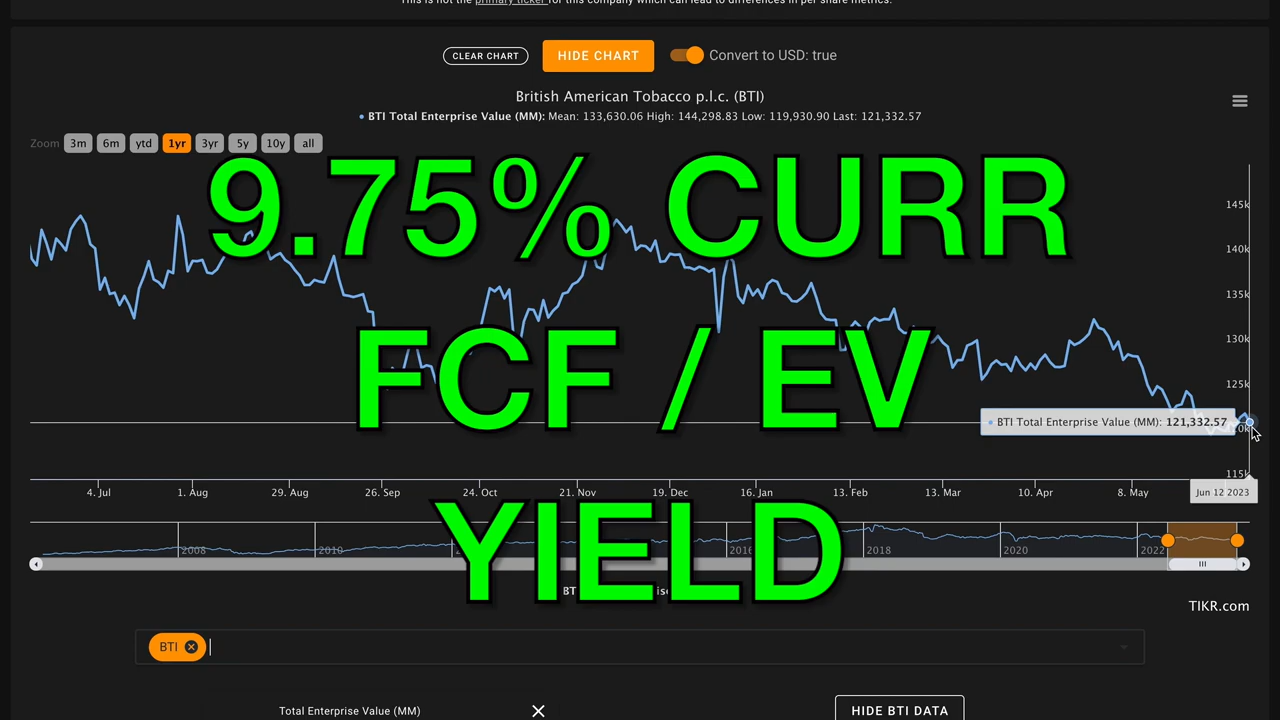 This is not the primary ticker for this company which can lead to differences in per share metrics.
CLEAR CHART
HIDE CHART
Convert to USD: true
British American Tobacco p.l.c. (BTI)
BTI Total Enterprise Value (MM): Mean: 133,630.06 High: 144,298.83 Low: 119,930.90 Last: 121,332.57
Zoom 3m 6m ytd 1yr 3yr 5y 10y all
9.75% CURR
FCF / EV
YIELD
145k
140k
135k
130k
125k
BTI Total Enterprise Value (MM): 121,332.57
115k
4. Jul 1. Aug 29. Aug 26. Sep 24. Oct 21. Nov 19. Dec 16. Jan 13. Feb 13. Mar 10. Apr 8. May Jun 12 2023
2008 2010 2016 2018 2020 2022
BT
TIKR.com
BTI
Total Enterprise Value (MM)
HIDE BTI DATA